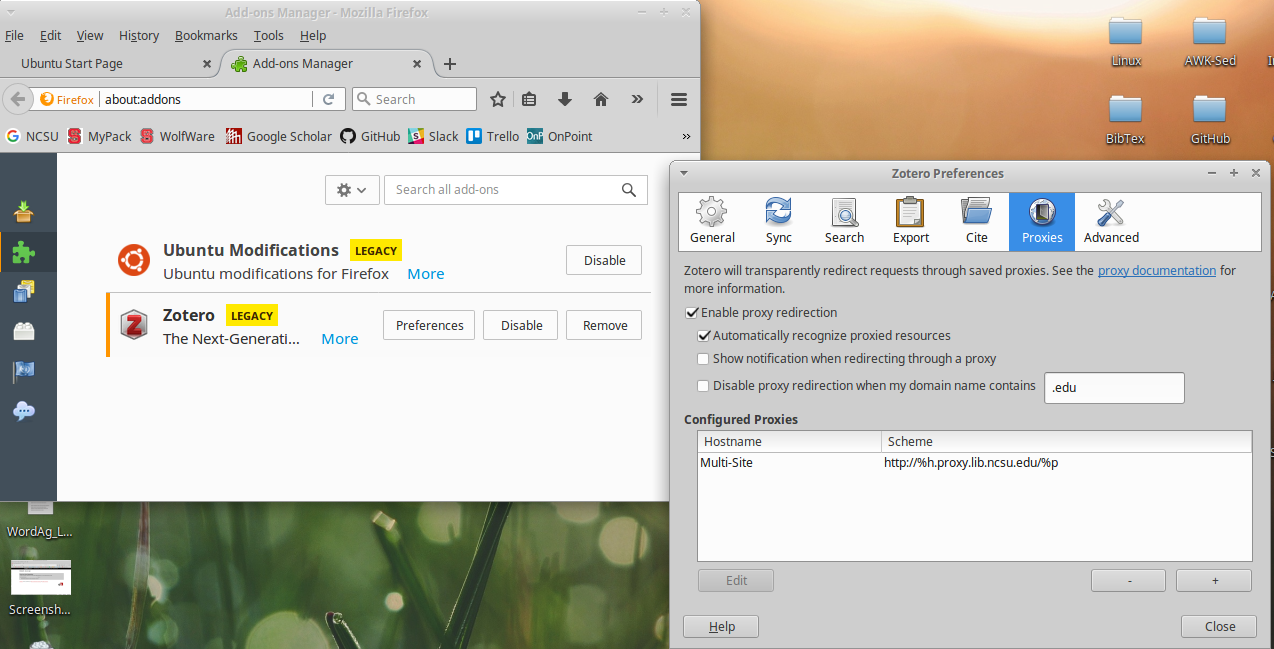 Add-ons Manager - Mozilla Firefox
File Edit View History Bookmarks Tools Help
Ubuntu Start Page
Add-ons Manager
Firefox
about:addons
Search
NCSU MyPack WolfWare Google Scholar GitHub Slack Trello OnP OnPoint
Search all add-ons
Ubuntu Modifications LEGACY
Ubuntu modifications for Firefox More
Disable
Zotero LEGACY
The Next-Generati... More
Preferences Disable Remove
Linux
AWK-Sed
BibTex
GitHub
WordAg_L...
Screensh...
Zotero Preferences
General Sync Search Export Cite Proxies Advanced
Zotero will transparently redirect requests through saved proxies. See the proxy documentation for
more information.
Enable proxy redirection
Automatically recognize proxied resources
Show notification when redirecting through a proxy
Disable proxy redirection when my domain name contains .edu
Configured Proxies
Hostname Scheme
Multi-Site http://%h.proxy.lib.ncsu.edu/%p
Edit - +
Help Close